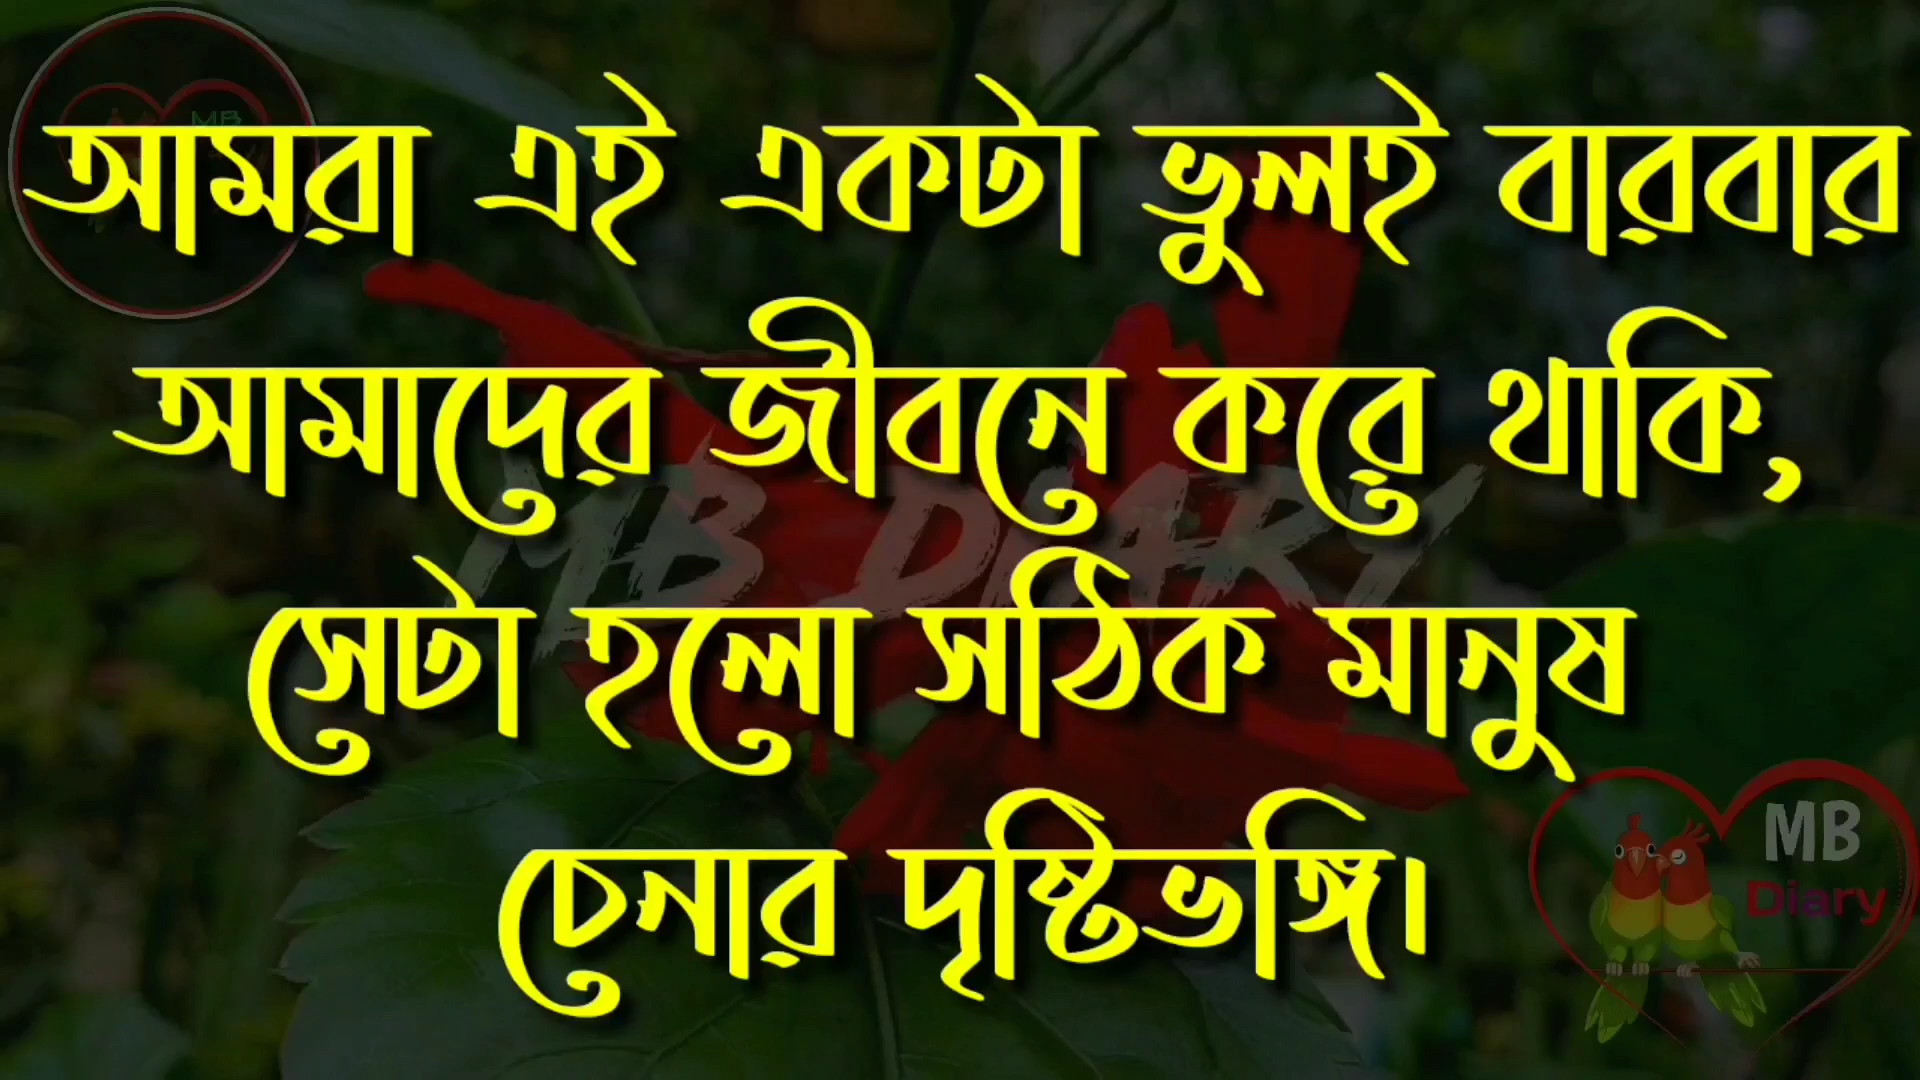 MB
আমরা এই একটা ভুলই বারবার
আমাদের জীবনে করে থাকি,
MB DIARY
সেটা হলো সঠিক মানুষ
চেনার দৃষ্টিভঙ্গি।
MB
Diary